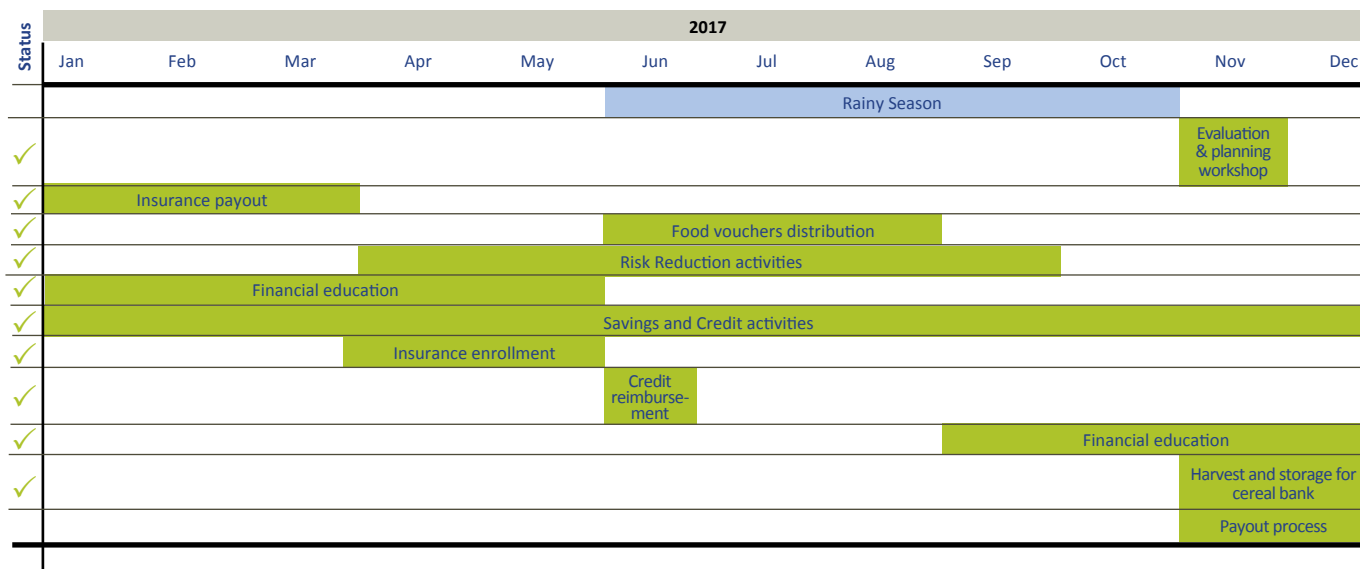 2017
Status
Jan Feb Mar Apr May Jun Jul Aug Sep Oct Nov Dec
Rainy Season
Evaluation
& planning
workshop
Insurance payout
Food vouchers distribution
Risk Reduction activities
Financial education
Savings and Credit activities
Insurance enrollment
Credit
reimburse-
ment
Financial education
Harvest and storage for
cereal bank
Payout process